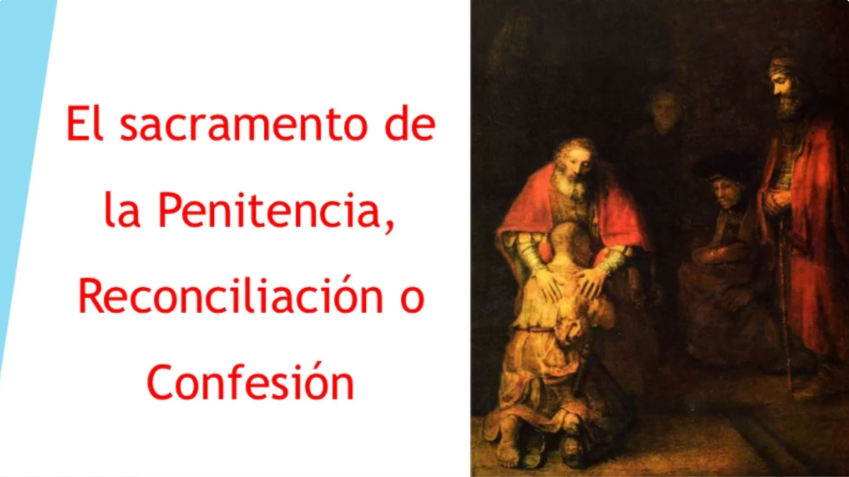 El sacramento de
la Penitencia,
Reconciliación o
Confesión